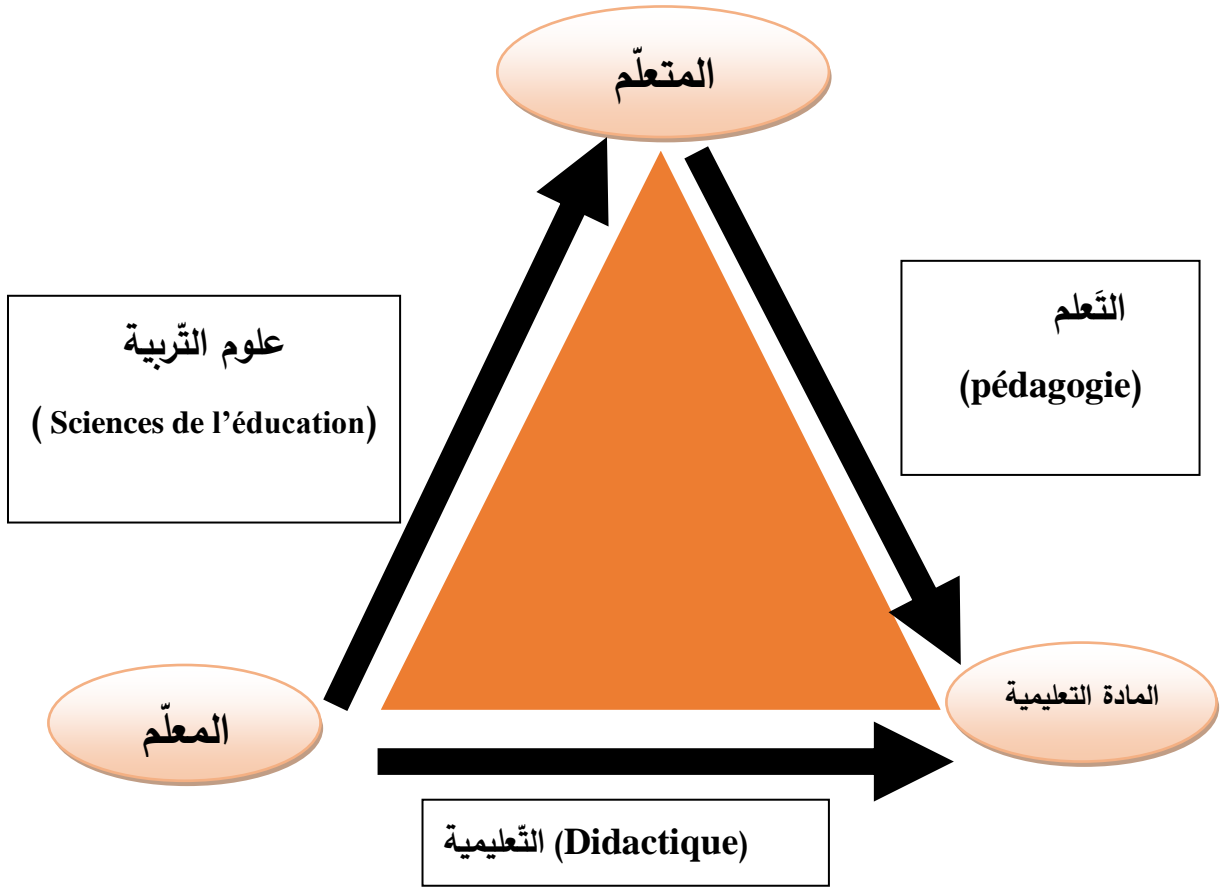 المتعلّم
علوم التّربية
( Sciences de l’éducation)
التَعلم
(pédagogie)
المعلّم
المادة التعليمية
التّعليمية (Didactique)